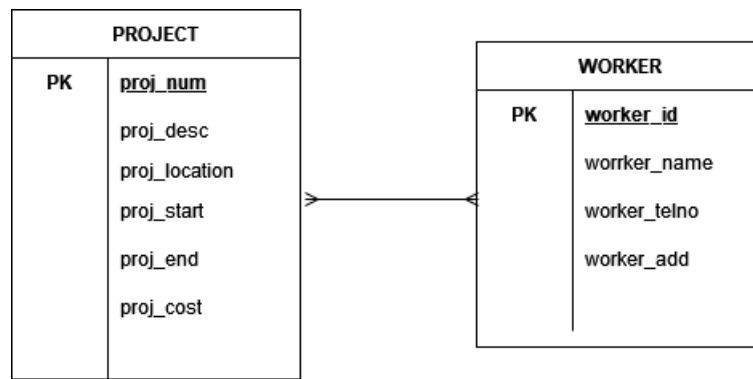 PROJECT
PK proj_num
proj_desc
proj_location
proj_start
proj_end
proj_cost
WORKER
PK worker_id
worrker_name
worker_telno
worker_add